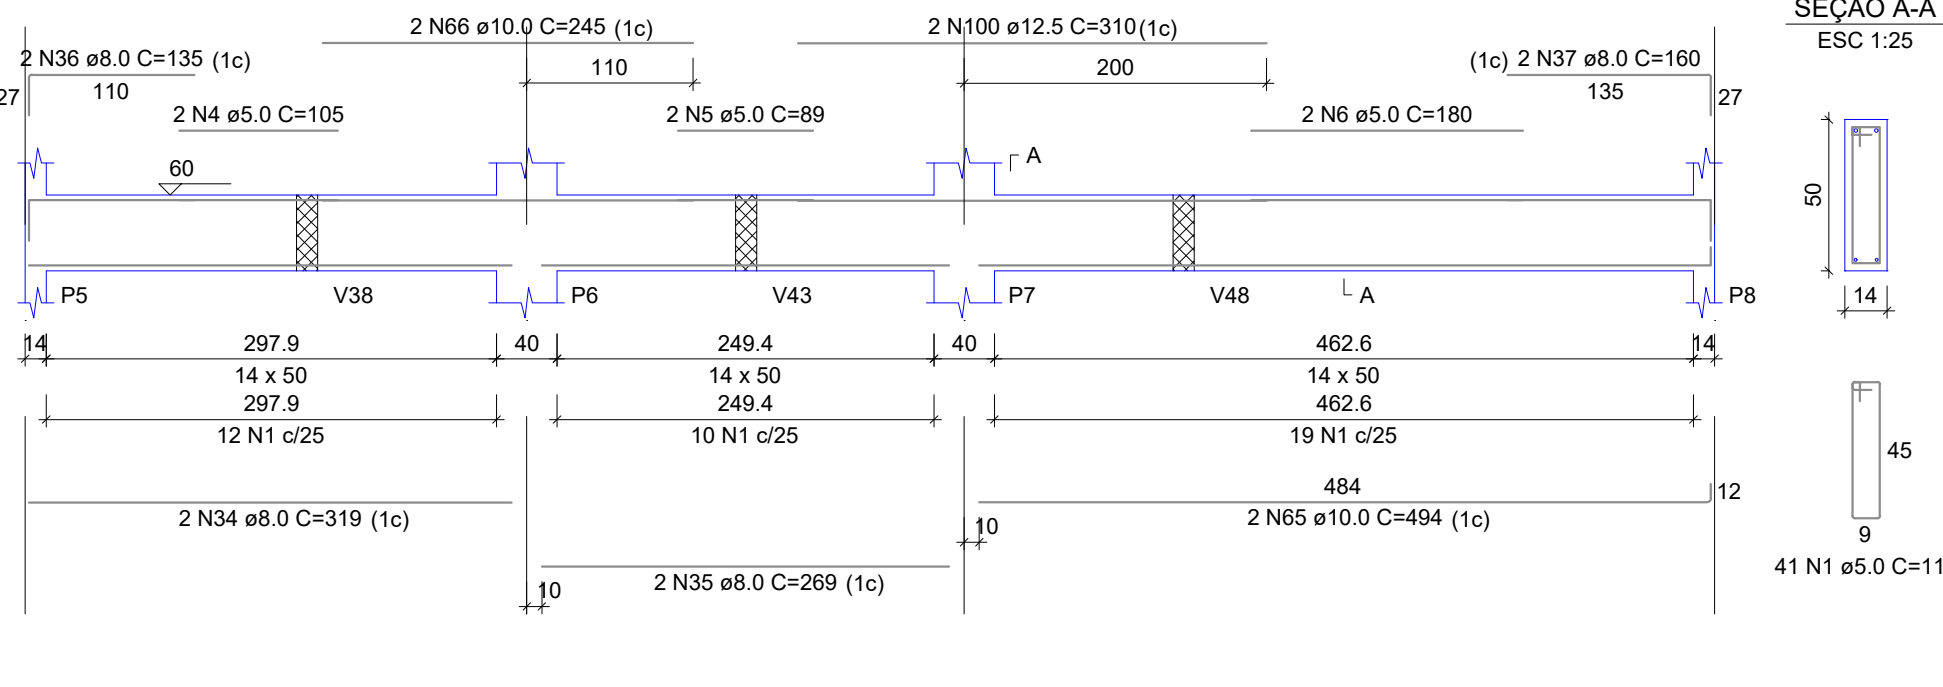 2 N66 ø10.0 C=245 (1c)
2 N100 ø12.5 C=310 (1c)
SEÇÃO A-A
ESC 1:25
2 N36 ø8.0 C=135 (1c)
110
200
(1c) 2 N37 ø8.0 C=160
27
110
135
27
2 N4 ø5.0 C=105
2 N5 ø5.0 C=89
2 N6 ø5.0 C=180
A
60
50
P5
V38
P6
V43
P7
V48
A
P8
14
14
297.9
40
249.4
40
462.6
14
14 x 50
14 x 50
14 x 50
297.9
249.4
462.6
12 N1 c/25
10 N1 c/25
19 N1 c/25
45
484
12
2 N34 ø8.0 C=319 (1c)
2 N65 ø10.0 C=494 (1c)
10
9
41 N1 ø5.0 C=11
2 N35 ø8.0 C=269 (1c)
10